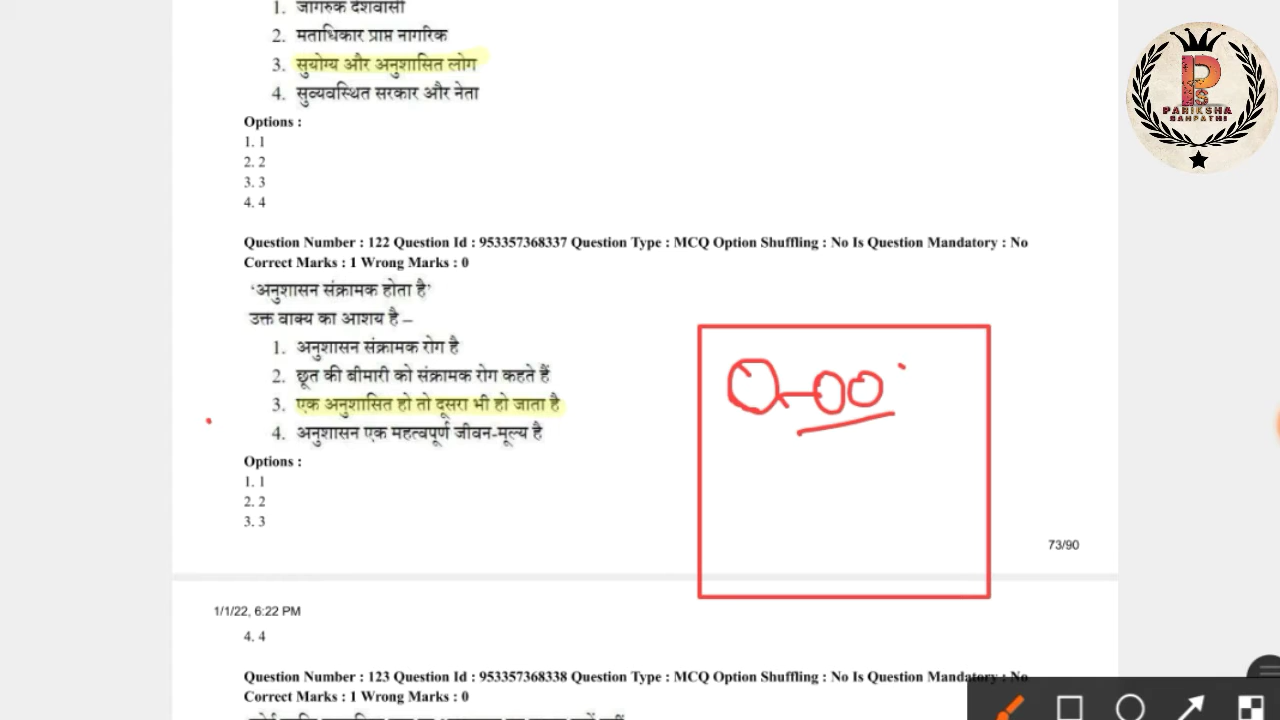 1. जागरुक देशवासी
2. मताधिकार प्राप्त नागरिक
3. सुयोग्य और अनुशासित लोग
4. सुव्यवस्थित सरकार और नेता
Options :
1. 1
2. 2
3. 3
4. 4
Question Number : 122 Question Id : 953357368337 Question Type : MCQ Option Shuffling : No Is Question Mandatory : No
Correct Marks : 1 Wrong Marks : 0
'अनुशासन संक्रामक होता है'
उक्त वाक्य का आशय है –
1. अनुशासन संक्रामक रोग है
2. छूत की बीमारी को संक्रामक रोग कहते हैं
3. एक अनुशासित हो तो दूसरा भी हो जाता है
4. अनुशासन एक महत्वपूर्ण जीवन-मूल्य है
Options :
1. 1
2. 2
3. 3
73/90
1/1/22, 6:22 PM
4. 4
Question Number : 123 Question Id : 953357368338 Question Type : MCQ Option Shuffling : No Is Question Mandatory : No
Correct Marks : 1 Wrong Marks : 0
PARIKSHA